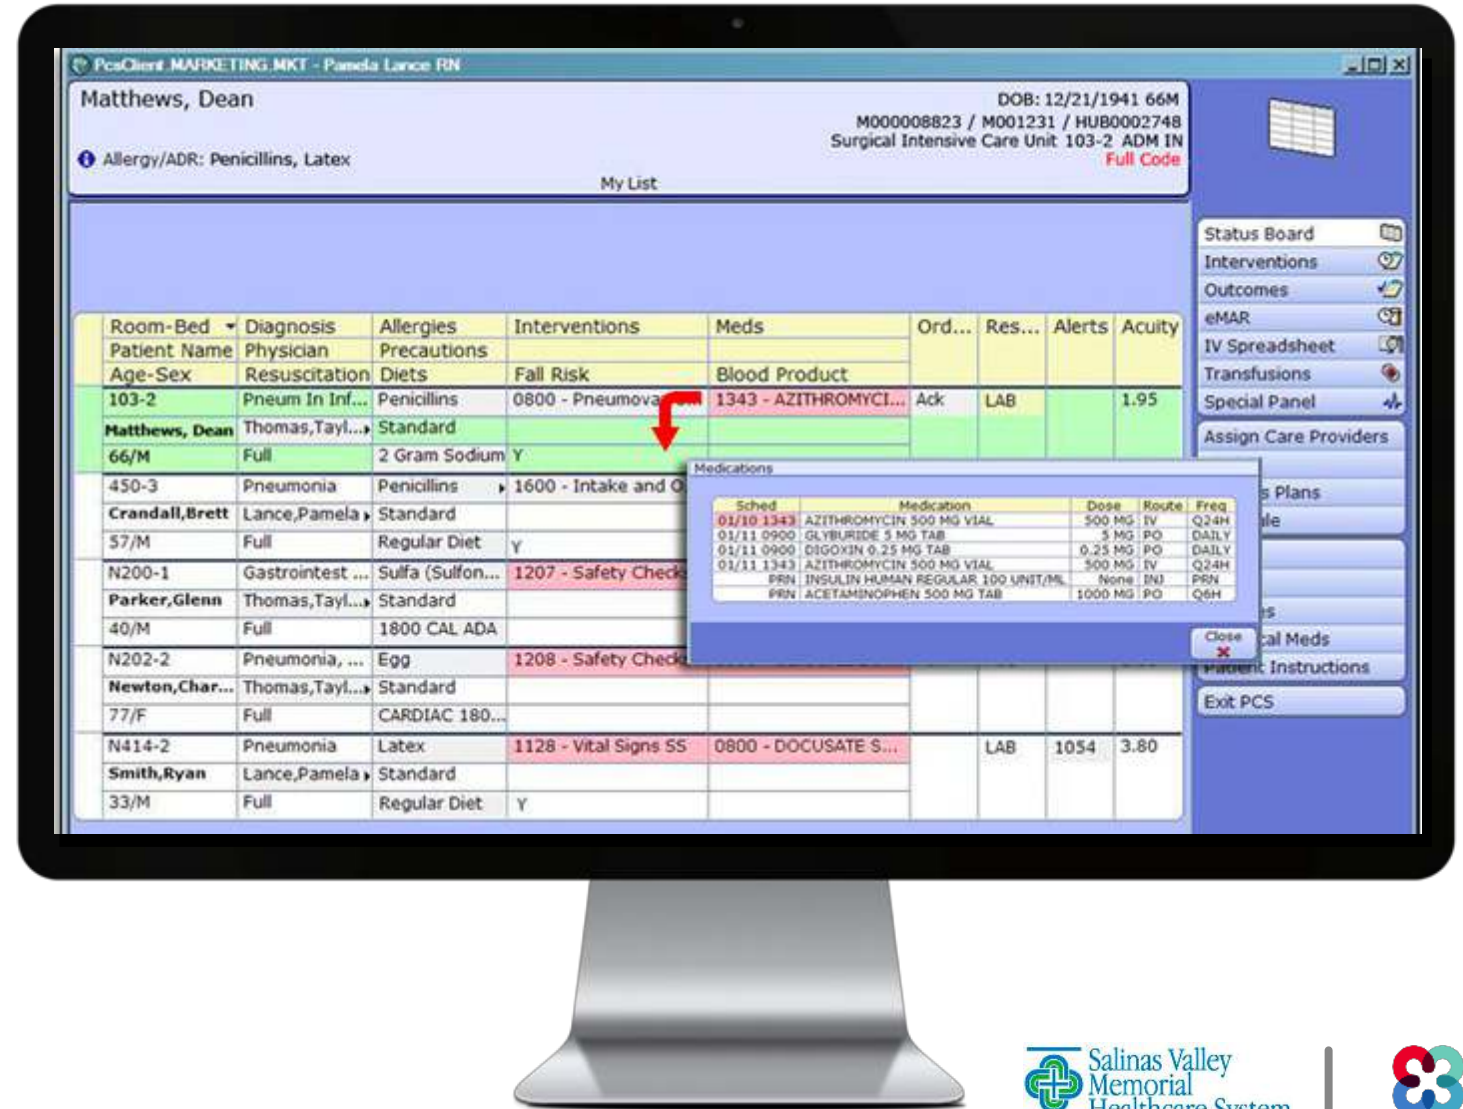 PcsClient.MARKETING.MKT - Pamela Lance RN
Matthews, Dean
DOB: 12/21/1941 66M
M000008823 / M001231 / HUB0002748
Surgical Intensive Care Unit 103-2 ADM IN
Allergy/ADR: Penicillins, Latex
Full Code
My List
Status Board
Interventions
Outcomes
eMAR
IV Spreadsheet
Transfusions
Special Panel
Assign Care Providers
s Plans
cal Meds
Patient Instructions
Exit PCS
Room-Bed Diagnosis Allergies Interventions Meds Ord... Res... Alerts Acuity
Patient Name Physician Precautions
Age-Sex Resuscitation Diets Fall Risk Blood Product
103-2 Pneum In Inf... Penicillins 0800 - Pneumova 1343 - AZITHROMYCI... Ack LAB 1.95
Matthews, Dean Thomas,Tayl... Standard
66/M Full 2 Gram Sodium Y
450-3 Pneumonia Penicillins 1600 - Intake and O
Crandall,Brett Lance,Pamela Standard
57/M Full Regular Diet Y
N200-1 Gastrointest ... Sulfa (Sulfon... 1207 - Safety Check
Parker,Glenn Thomas,Tayl... Standard
40/M Full 1800 CAL ADA
N202-2 Pneumonia, ... Egg 1208 - Safety Check
Newton,Char... Thomas,Tayl... Standard
77/F Full CARDIAC 180...
N414-2 Pneumonia Latex 1128 - Vital Signs SS 0800 - DOCUSATE S... LAB 1054 3.80
Smith,Ryan Lance,Pamela Standard
33/M Full Regular Diet Y
Medications
Sched Medication Dose Route Freq
01/10 1343 AZITHROMYCIN 500 MG VIAL 500 MG IV Q24H
01/11 0900 GLYBURIDE 5 MG TAB 5 MG PO DAILY
01/11 0900 DIGOXIN 0.25 MG TAB 0.25 MG PO DAILY
01/11 1343 AZITHROMYCIN 500 MG VIAL 500 MG IV Q24H
PRN INSULIN HUMAN REGULAR 100 UNIT/ML None INJ PRN
PRN ACETAMINOPHEN 500 MG TAB 1000 MG PO Q6H
Close
Salinas Valley
Memorial
Healthcare System